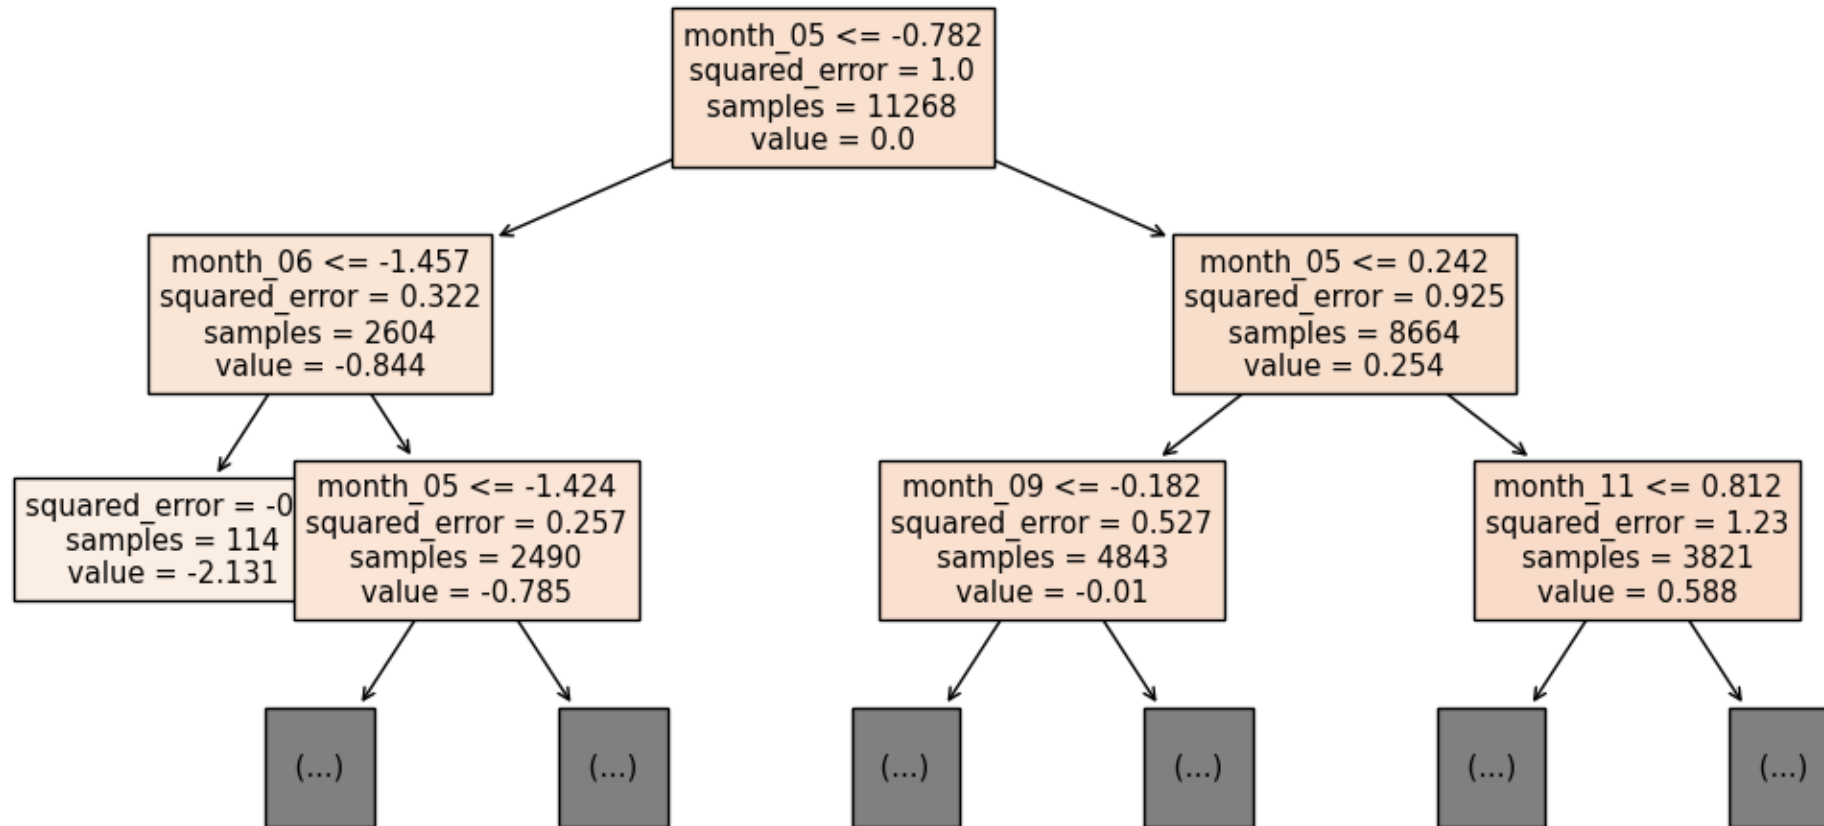 month_05 <= -0.782
squared_error = 1.0
samples = 11268
value = 0.0
month_06 <= -1.457
squared_error = 0.322
samples = 2604
value = -0.844
month_05 <= 0.242
squared_error = 0.925
samples = 8664
value = 0.254
squared_error = -0
samples = 114
value = -2.131
month_05 <= -1.424
squared_error = 0.257
samples = 2490
value = -0.785
month_09 <= -0.182
squared_error = 0.527
samples = 4843
value = -0.01
month_11 <= 0.812
squared_error = 1.23
samples = 3821
value = 0.588
(...)
(...)
(...)
(...)
(...)
(...)